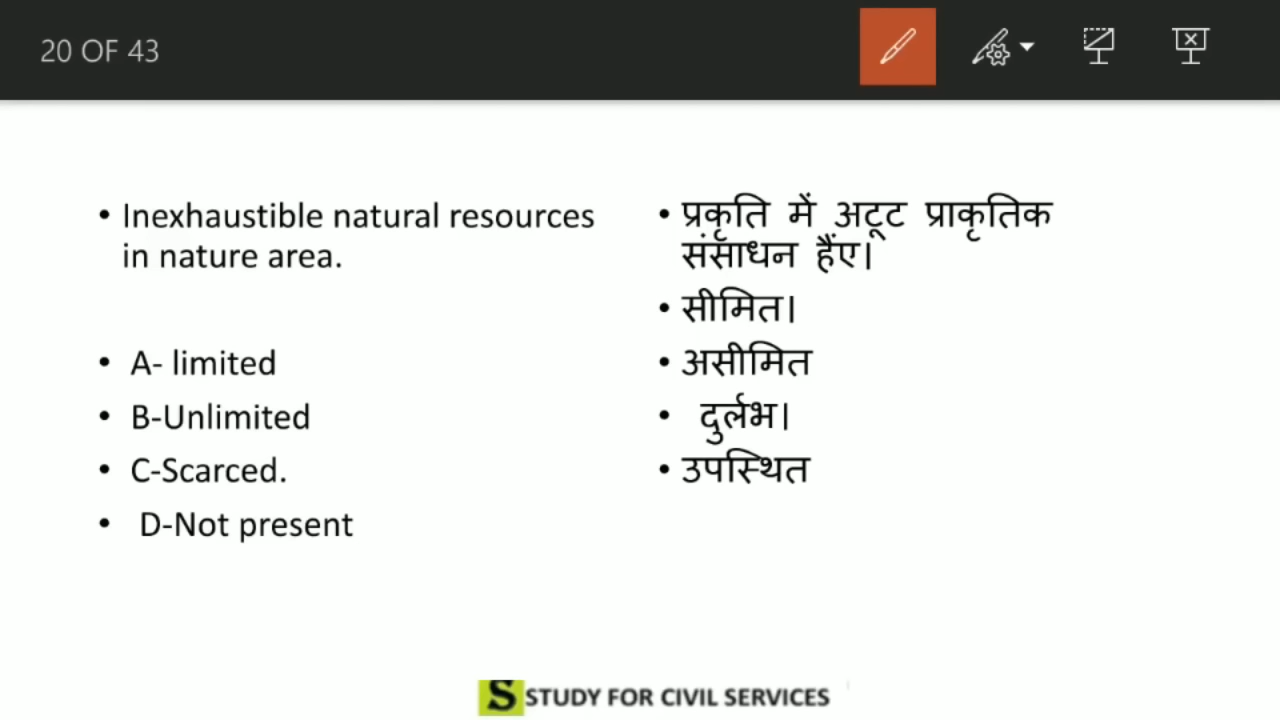 20 OF 43
• Inexhaustible natural resources
in nature area.
• A- limited
• B-Unlimited
• C-Scarced.
• D-Not present
• प्रकृति में अटूट प्राकृतिक
संसाधन हैंए।
• सीमित।
• असीमित
• दुर्लभ।
• उपस्थित
S STUDY FOR CIVIL SERVICES